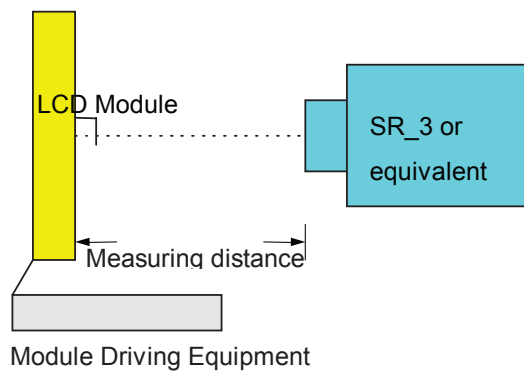 LCD Module
SR_3 or
equivalent
Measuring distance
Module Driving Equipment